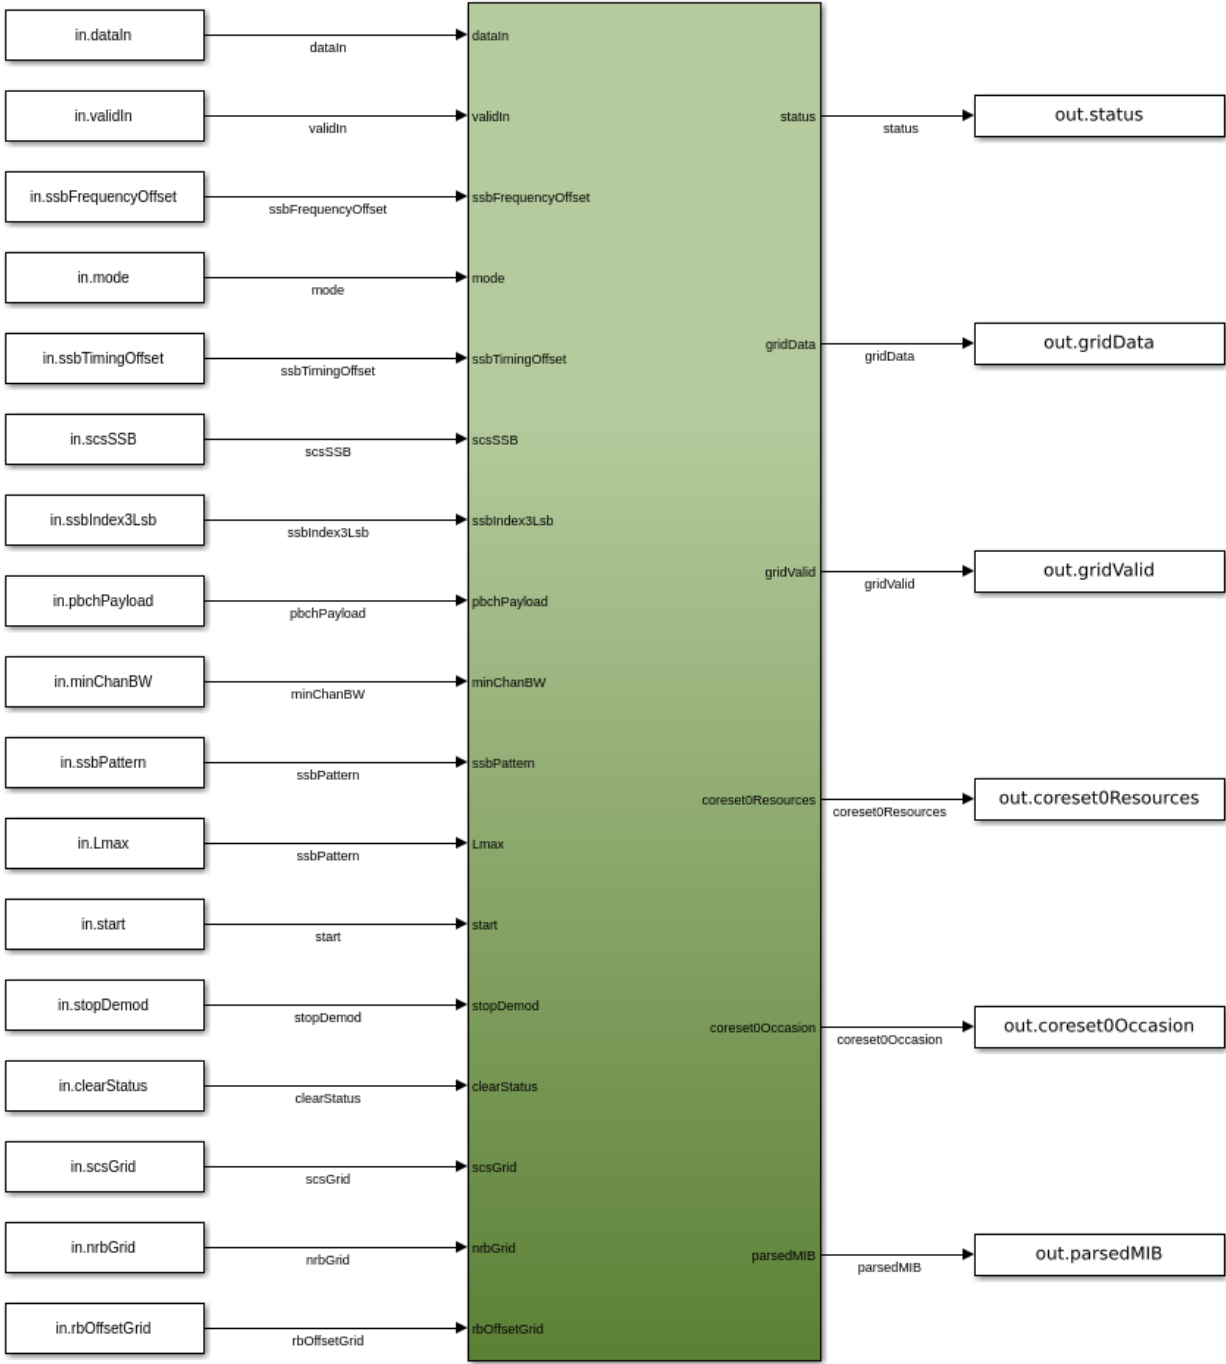 in.dataIn
dataIn
dataIn
in.validIn
validIn
validIn
status
status
out.status
in.ssbFrequencyOffset
ssbFrequencyOffset
ssbFrequencyOffset
in.mode
mode
mode
in.ssbTimingOffset
ssbTimingOffset
ssbTimingOffset
gridData
gridData
out.gridData
in.scsSSB
scsSSB
scsSSB
in.ssbIndex3Lsb
ssbIndex3Lsb
ssbIndex3Lsb
gridValid
gridValid
out.gridValid
in.pbchPayload
pbchPayload
pbchPayload
in.minChanBW
minChanBW
minChanBW
in.ssbPattern
ssbPattern
ssbPattern
coreset0Resources
coreset0Resources
out.coreset0Resources
in.Lmax
ssbPattern
Lmax
in.start
start
start
in.stopDemod
stopDemod
stopDemod
coreset0Occasion
coreset0Occasion
out.coreset0Occasion
in.clearStatus
clearStatus
clearStatus
in.scsGrid
scsGrid
scsGrid
in.nrbGrid
nrbGrid
nrbGrid
parsedMIB
parsedMIB
out.parsedMIB
in.rbOffsetGrid
rbOffsetGrid
rbOffsetGrid